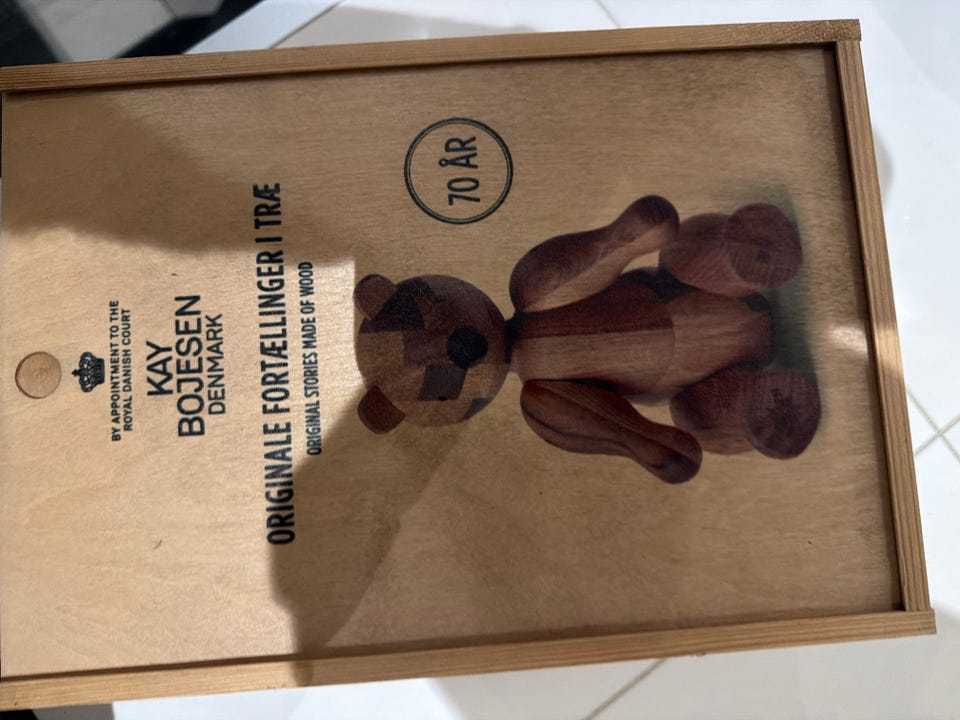 BY APPOINTMENT TO THE
ROYAL DANISH COURT
KAY
BOJESEN
DENMARK
ORIGINALE FORTÆLLINGER I TRÆ
ORIGINAL STORIES MADE OF WOOD
70 ÅR